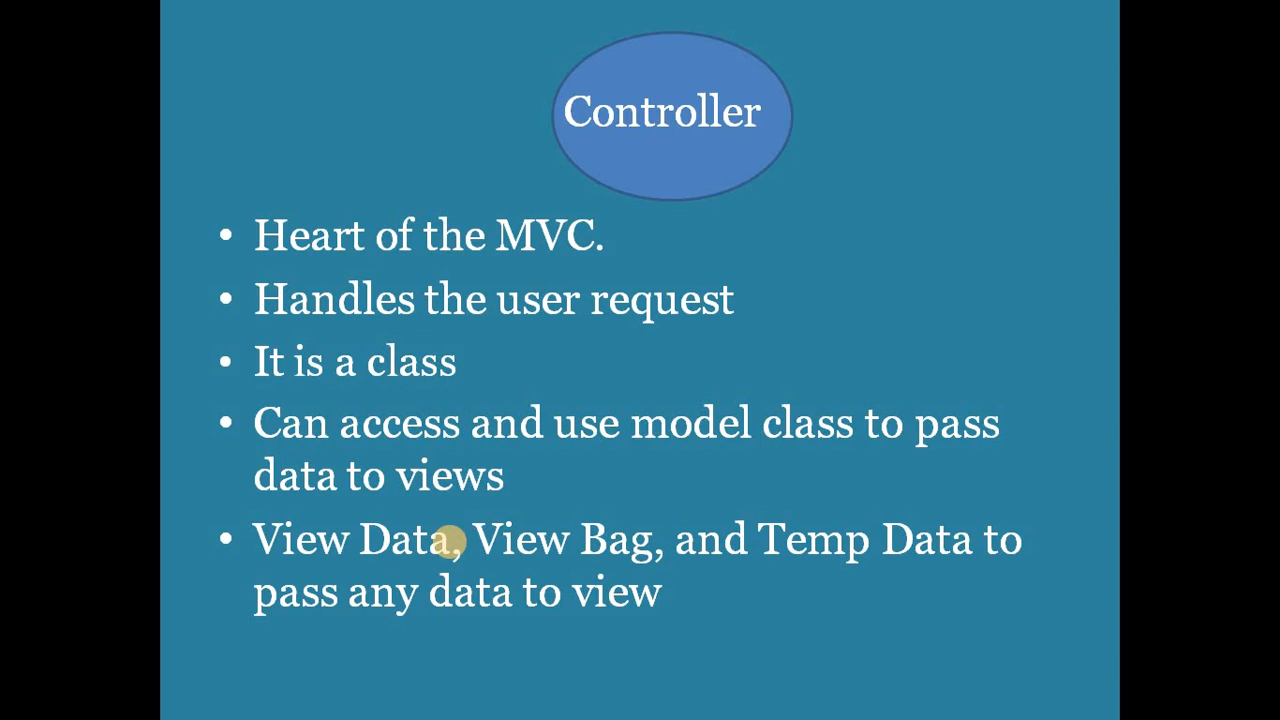 Controller
• Heart of the MVC.
• Handles the user request
• It is a class
• Can access and use model class to pass
data to views
• View Data, View Bag, and Temp Data to
pass any data to view